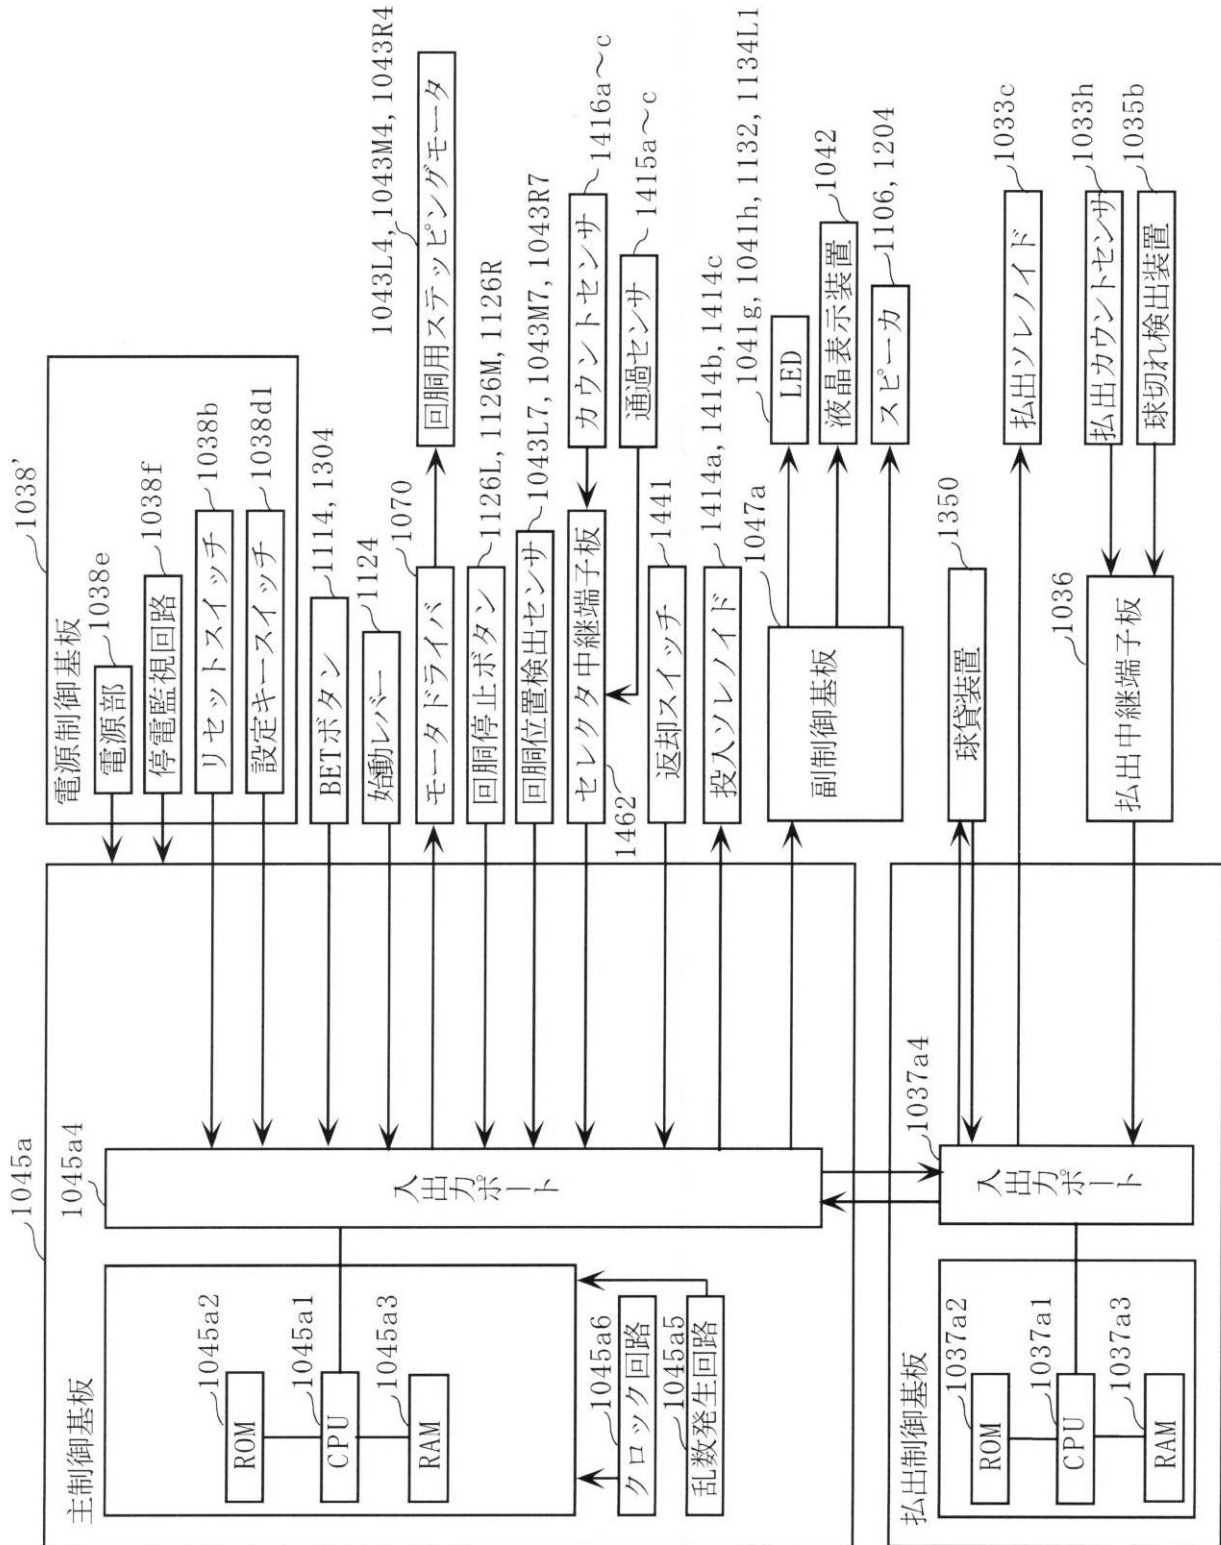 1045a
主制御基板
ROM
1045a2
CPU
1045a1
RAM
1045a3
クロック回路
1045a6
乱数発生回路
1045a5
入出力ポート
1045a4
電源制御基板
1038'
電源部
1038e
停電監視回路
1038f
リセットスイッチ
1038b
設定キースイッチ
1038d1
BETボタン
1114, 1304
始動レバー
1124
モータドライバ
1070
回胴用ステッピングモータ
1043L4, 1043M4, 1043R4
回胴停止ボタン
1126L, 1126M, 1126R
回胴位置検出センサ
1043L7, 1043M7, 1043R7
セレクタ中継端子板
1462
カウントセンサ
1416a～c
通過センサ
1415a～c
返却スイッチ
1441
投入ソレノイド
1414a, 1414b, 1414c
副制御基板
1047a
LED
1041g, 1041h, 1132, 1134L1
液晶表示装置
1042
スピーカ
1106, 1204
払出制御基板
ROM
1037a2
CPU
1037a1
RAM
1037a3
入出力ポート
1037a4
球貸装置
1350
払出ソレノイド
1033c
払出中継端子板
1036
払出カウントセンサ
1033h
球切れ検出装置
1035b